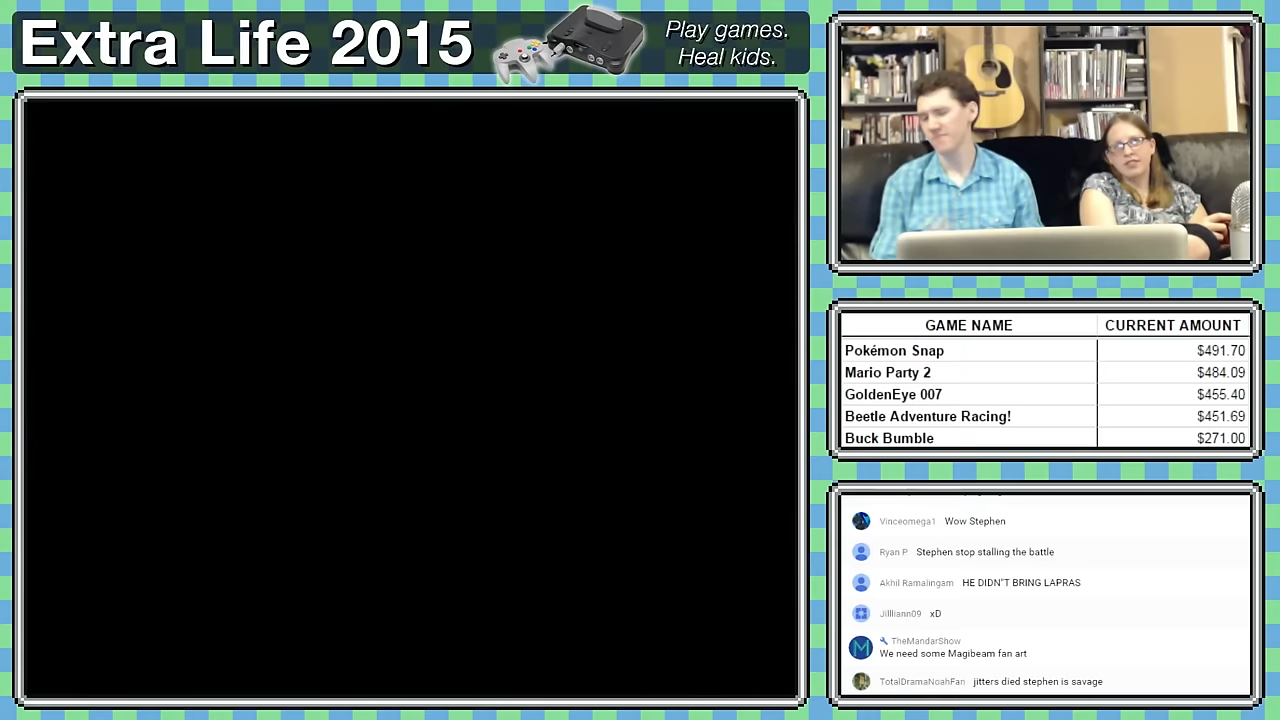 Extra Life 2015
Play games.
Heal kids.
GAME NAME CURRENT AMOUNT
Pokémon Snap $491.70
Mario Party 2 $484.09
GoldenEye 007 $455.40
Beetle Adventure Racing! $451.69
Buck Bumble $271.00
Vinceomega1 Wow Stephen
Ryan P Stephen stop stalling the battle
Akhil Ramalingam HE DIDN"T BRING LAPRAS
Jillliann09 xD
TheMandarShow
We need some Magibeam fan art
TotalDramaNoahFan jitters died stephen is savage